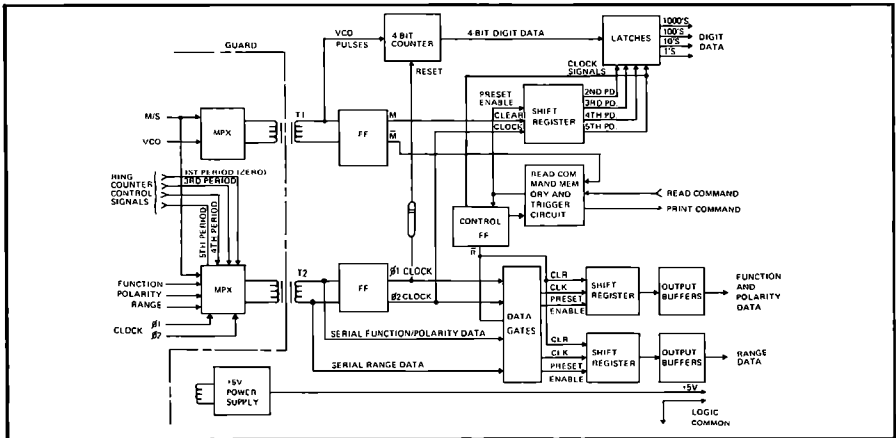 GUARD
VCO
PULSES
4 BIT
COUNTER
4-BIT DIGIT DATA
RESET
LATCHES
1000'S
100'S
10'S
1'S
DIGIT
DATA
CLOCK
SIGNALS
M/S
VCO
MPX
T1
FF
M
M̅
PRESET
ENABLE
CLEAR
CLOCK
SHIFT
REGISTER
2ND PD.
3RD PD.
4TH PD.
5TH PD.
RING
COUNTER
CONTROL
SIGNALS
1ST PERIOD (ZERO)
3RD PERIOD
5TH PERIOD
4TH PERIOD
READ COM
MAND MEM
ORY AND
TRIGGER
CIRCUIT
READ COMMAND
PRINT COMMAND
CONTROL
FF
R̅
FUNCTION
POLARITY
RANGE
CLOCK
Ø1
Ø2
MPX
T2
FF
Ø1 CLOCK
Ø2 CLOCK
SERIAL FUNCTION/POLARITY DATA
SERIAL RANGE DATA
DATA
GATES
CLR
CLK
PRESET
ENABLE
SHIFT
REGISTER
OUTPUT
BUFFERS
FUNCTION
AND
POLARITY
DATA
CLR
CLK
PRESET
ENABLE
SHIFT
REGISTER
OUTPUT
BUFFERS
RANGE
DATA
+5V
POWER
SUPPLY
+5V
LOGIC
COMMON